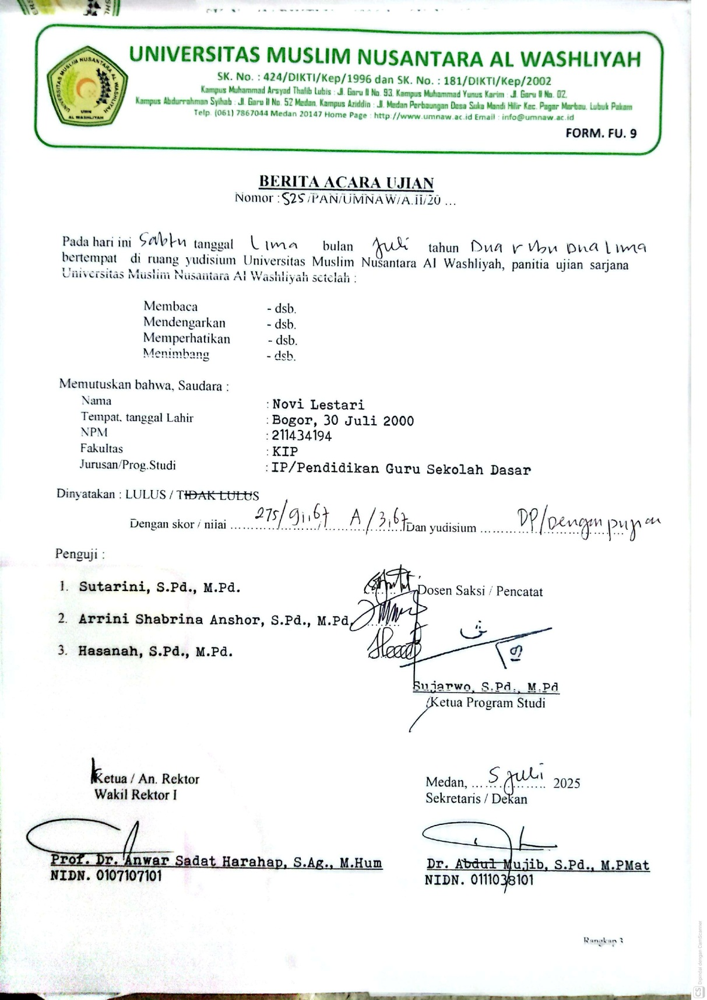 UNIVERSITAS MUSLIM NUSANTARA AL WASHLIYAH
SK. No. : 424/DIKTI/Kep/1996 dan SK. No. : 181/DIKTI/Kep/2002
Kampus Muhammad Arsyad Thalib Lubis : Jl. Garu II No. 93, Kampus Muhammad Yunus Karim : Jl. Garu II No. 02,
Kampus Abdurrahman Syihab : Jl. Garu II No. 52 Medan, Kampus Aziddin : Jl. Medan Perbaungan Desa Suka Mandi Hilir Kec. Pagar Merbau, Lubuk Pakam
Telp. (061) 7867044 Medan 20147 Home Page : http://www.umnaw.ac.id Email : info@umnaw.ac.id
FORM. FU. 9
UNIVERSITAS MUSLIM NUSANTARA AL WASHLIYAH
UMN
AL WASHLIYAH
BERITA ACARA UJIAN
Nomor : 525/PAN/UMNAW/A.II/20 ...
Pada hari ini Sabtu tanggal Lima bulan Juli tahun Dua ribu Dua Lima
bertempat di ruang yudisium Universitas Muslim Nusantara Al Washliyah, panitia ujian sarjana
Universitas Muslim Nusantara Al Washliyah setelah :
Membaca - dsb.
Mendengarkan - dsb.
Memperhatikan - dsb.
Menimbang - dsb.
Memutuskan bahwa, Saudara :
Nama : Novi Lestari
Tempat, tanggal Lahir : Bogor, 30 Juli 2000
NPM : 211434194
Fakultas : KIP
Jurusan/Prog.Studi : IP/Pendidikan Guru Sekolah Dasar
Dinyatakan : LULUS / TIDAK LULUS
Dengan skor / nilai 275/91,67 A/3,67 Dan yudisium DP/Dengan pujian
Penguji :
1. Sutarini, S.Pd., M.Pd.
Dosen Saksi / Pencatat
2. Arrini Shabrina Anshor, S.Pd., M.Pd.
3. Hasanah, S.Pd., M.Pd.
Sujarwo, S.Pd., M.Pd
/Ketua Program Studi
Ketua / An. Rektor
Wakil Rektor I
Medan, 5 Juli 2025
Sekretaris / Dekan
Prof. Dr. Anwar Sadat Harahap, S.Ag., M.Hum
NIDN. 0107107101
Dr. Abdul Mujib, S.Pd., M.PMat
NIDN. 0111038101
Rangkap 3
CS Dipindai dengan CamScanner